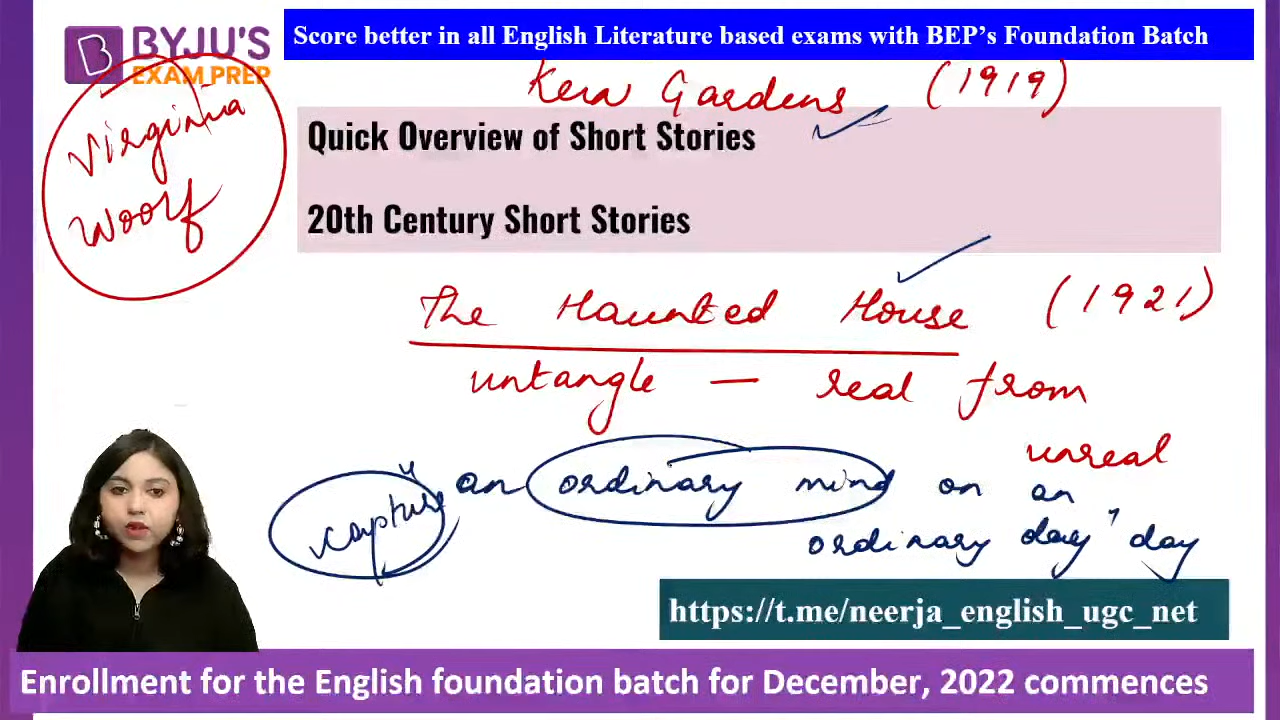 BYJU'S
EXAM PREP
Score better in all English Literature based exams with BEP's Foundation Batch
Virginia
Woolf
Kew Gardens (1919)
Quick Overview of Short Stories
20th Century Short Stories
The Haunted House (1921)
untangle — real from
unreal
capture an ordinary mind on an
ordinary day" day
https://t.me/neerja_english_ugc_net
Enrollment for the English foundation batch for December, 2022 commences